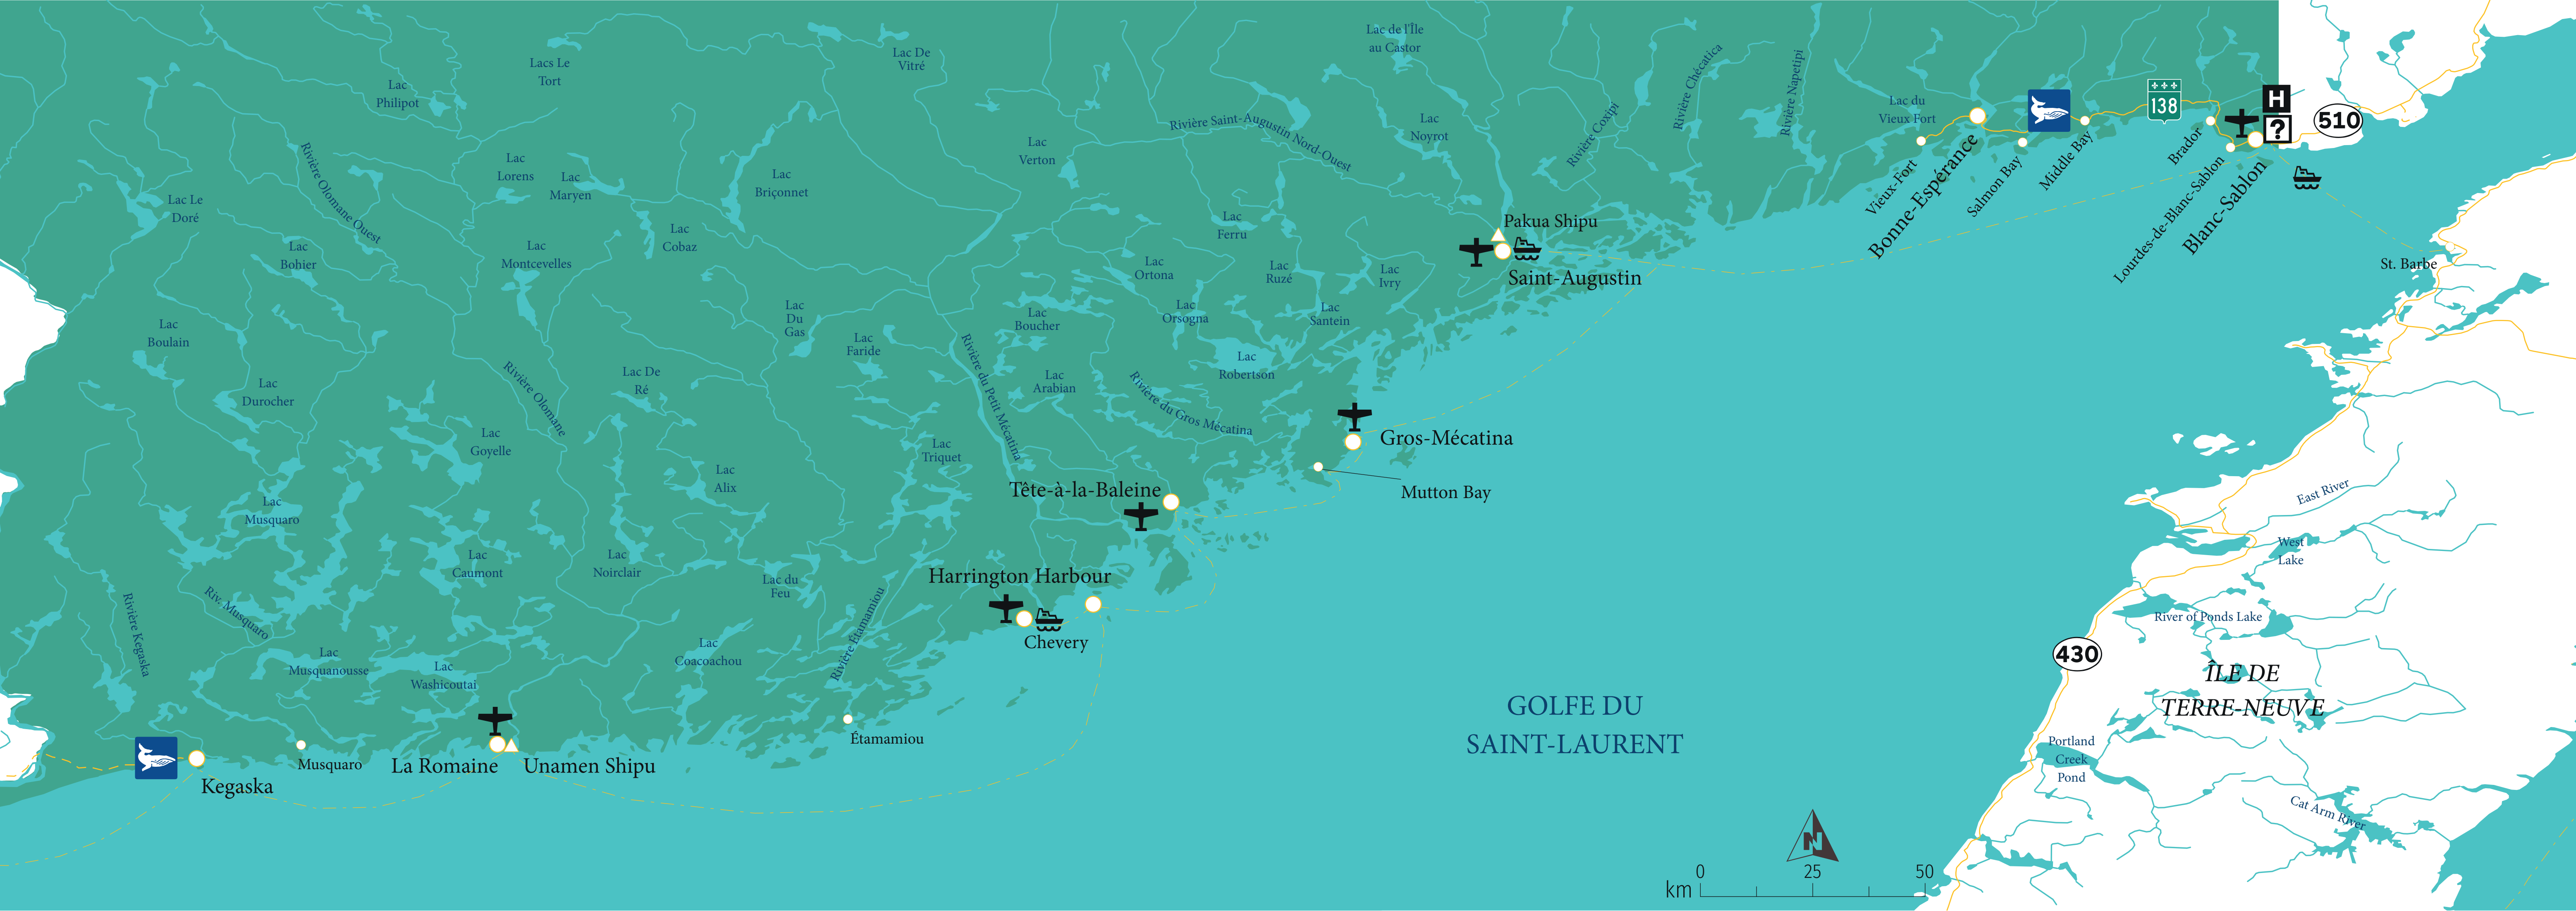 Lac
Philipot
Lacs Le
Tort
Lac De
Vitré
Lac de l'Île
au Castor
Rivière Chécatica
Rivière Napetipi
Lac du
Vieux Fort
138
H
?
510
Rivière Olomane Ouest
Lac
Lorens
Lac
Maryen
Lac
Briçonnet
Lac
Verton
Rivière Saint-Augustin Nord-Ouest
Lac
Noyrot
Rivière Coxipi
Vieux-Fort
Bonne-Espérance
Salmon Bay
Middle Bay
Brador
Lourdes-de-Blanc-Sablon
Blanc-Sablon
St. Barbe
Lac Le
Doré
Lac
Bohier
Lac
Montcevelles
Lac
Cobaz
Lac
Ferru
Pakua Shipu
Saint-Augustin
Lac
Ortona
Lac
Ruzé
Lac
Ivry
Lac
Boulain
Lac
Du
Gas
Lac
Faride
Lac
Boucher
Lac
Orsogna
Lac
Santein
Lac
Durocher
Rivière Olomane
Lac De
Ré
Rivière du Petit Mécatina
Lac
Arabian
Rivière du Gros Mécatina
Lac
Robertson
Lac
Goyelle
Lac
Alix
Lac
Triquet
Gros-Mécatina
Mutton Bay
Tête-à-la-Baleine
Lac
Musquaro
East River
West
Lake
Lac
Caumont
Lac
Noirclair
Lac du
Feu
Harrington Harbour
Chevery
Rivière Kegaska
Riv. Musquaro
Rivière Étamamiou
River of Ponds Lake
430
ÎLE DE
TERRE-NEUVE
Lac
Musquanousse
Lac
Washicoutai
Lac
Coacoachou
Étamamiou
GOLFE DU
SAINT-LAURENT
Portland
Creek
Pond
Cat Arm River
Kegaska
Musquaro
La Romaine
Unamen Shipu
N
km
0
25
50